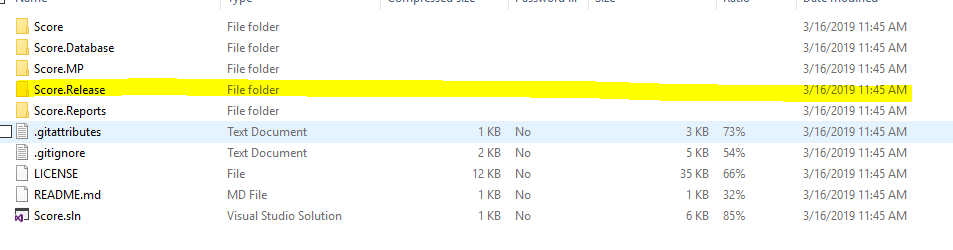 Name Type Compressed size Password ... Size Ratio Date modified
Score File folder 3/16/2019 11:45 AM
Score.Database File folder 3/16/2019 11:45 AM
Score.MP File folder 3/16/2019 11:45 AM
Score.Release File folder 3/16/2019 11:45 AM
Score.Reports File folder 3/16/2019 11:45 AM
.gitattributes Text Document 1 KB No 3 KB 73% 3/16/2019 11:45 AM
.gitignore Text Document 2 KB No 5 KB 54% 3/16/2019 11:45 AM
LICENSE File 12 KB No 35 KB 66% 3/16/2019 11:45 AM
README.md MD File 1 KB No 1 KB 32% 3/16/2019 11:45 AM
Score.sln Visual Studio Solution 1 KB No 6 KB 85% 3/16/2019 11:45 AM